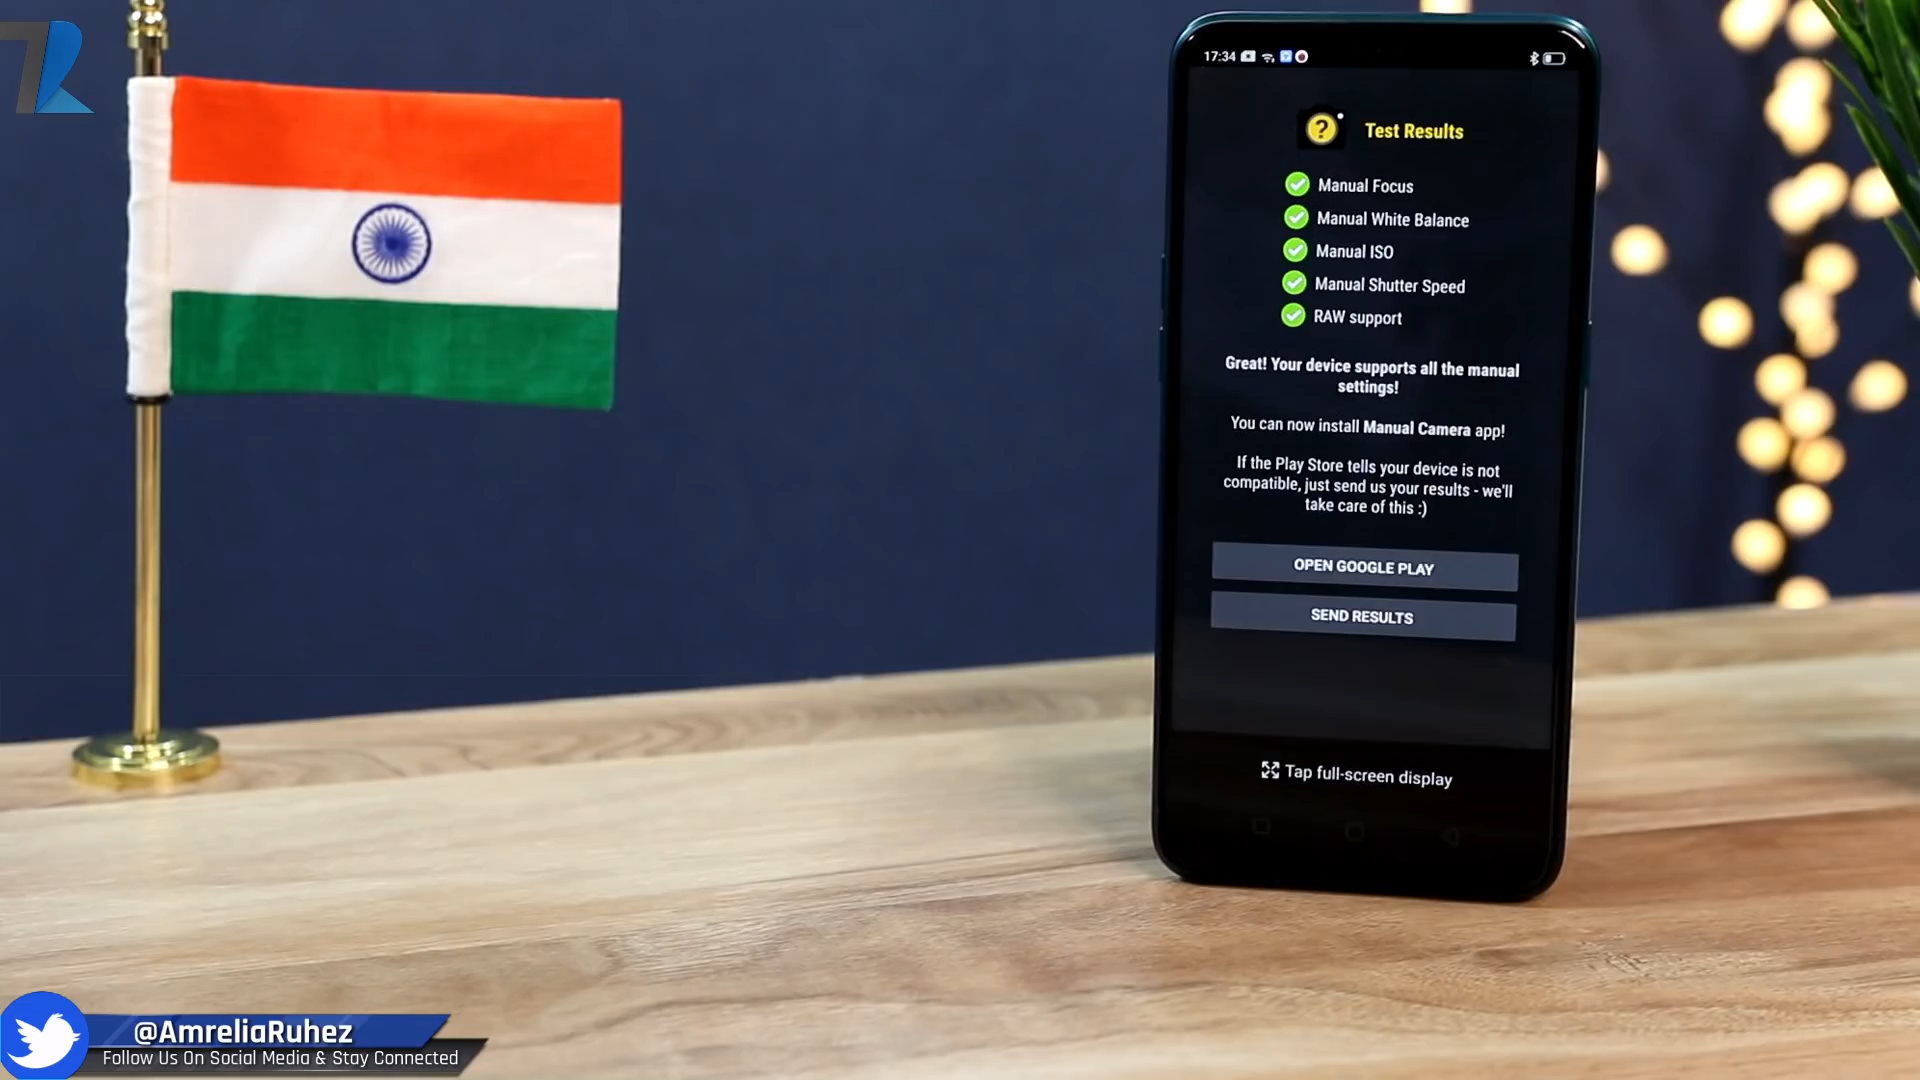 17:34
Test Results
Manual Focus
Manual White Balance
Manual ISO
Manual Shutter Speed
RAW support
Great! Your device supports all the manual
settings!
You can now install Manual Camera app!
If the Play Store tells your device is not
compatible, just send us your results - we'll
take care of this :)
OPEN GOOGLE PLAY
SEND RESULTS
Tap full-screen display
@AmreliaRuhez
Follow Us On Social Media & Stay Connected